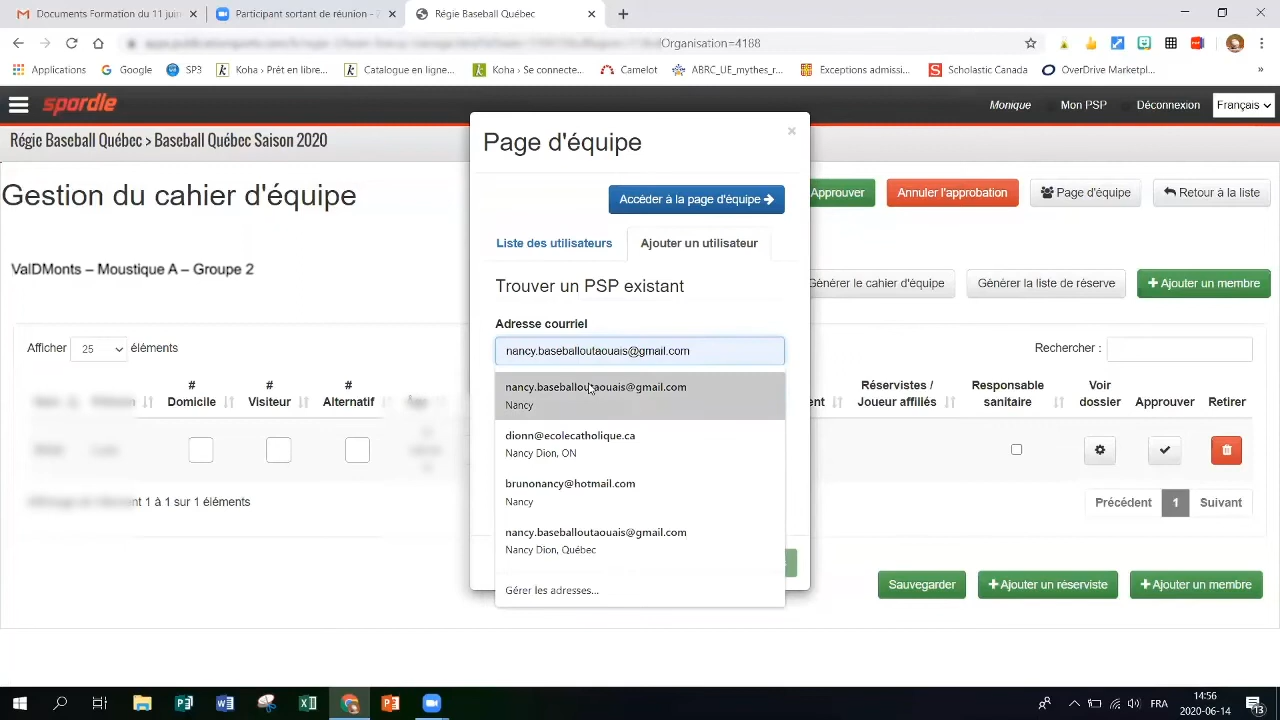 Documents Formation du 11 juin
Participant sortant de réunion - Z
Régie Baseball Québec
Organisation=4188
Applications
Google
SP3
Koha › Prêt en libre...
Catalogue en ligne...
Koha › Se connecte...
Camelot
ABRC_UE_mythes_r...
Exceptions admissi...
Scholastic Canada
OverDrive Marketpl...
»
spordle
Monique
Mon PSP
Déconnexion
Français
Régie Baseball Québec > Baseball Québec Saison 2020
Page d'équipe
×
Gestion du cahier d'équipe
Approuver
Annuler l'approbation
Page d'équipe
Retour à la liste
Accéder à la page d'équipe
Liste des utilisateurs
Ajouter un utilisateur
ValDMonts – Moustique A – Groupe 2
Générer le cahier d'équipe
Générer la liste de réserve
Ajouter un membre
Trouver un PSP existant
Adresse courriel
nancy.baseballoutaouais@gmail.com
Afficher 25 éléments
Rechercher :
# Domicile
# Visiteur
# Alternatif
Réservistes / Joueur affiliés
Responsable sanitaire
Voir dossier
Approuver
Retirer
nancy.baseballoutaouais@gmail.com
Nancy
dionn@ecolecatholique.ca
Nancy Dion, ON
brunonancy@hotmail.com
Nancy
nancy.baseballoutaouais@gmail.com
Nancy Dion, Québec
Gérer les adresses...
1 à 1 sur 1 éléments
Précédent
1
Suivant
Sauvegarder
Ajouter un réserviste
Ajouter un membre
FRA
14:56
2020-06-14
13